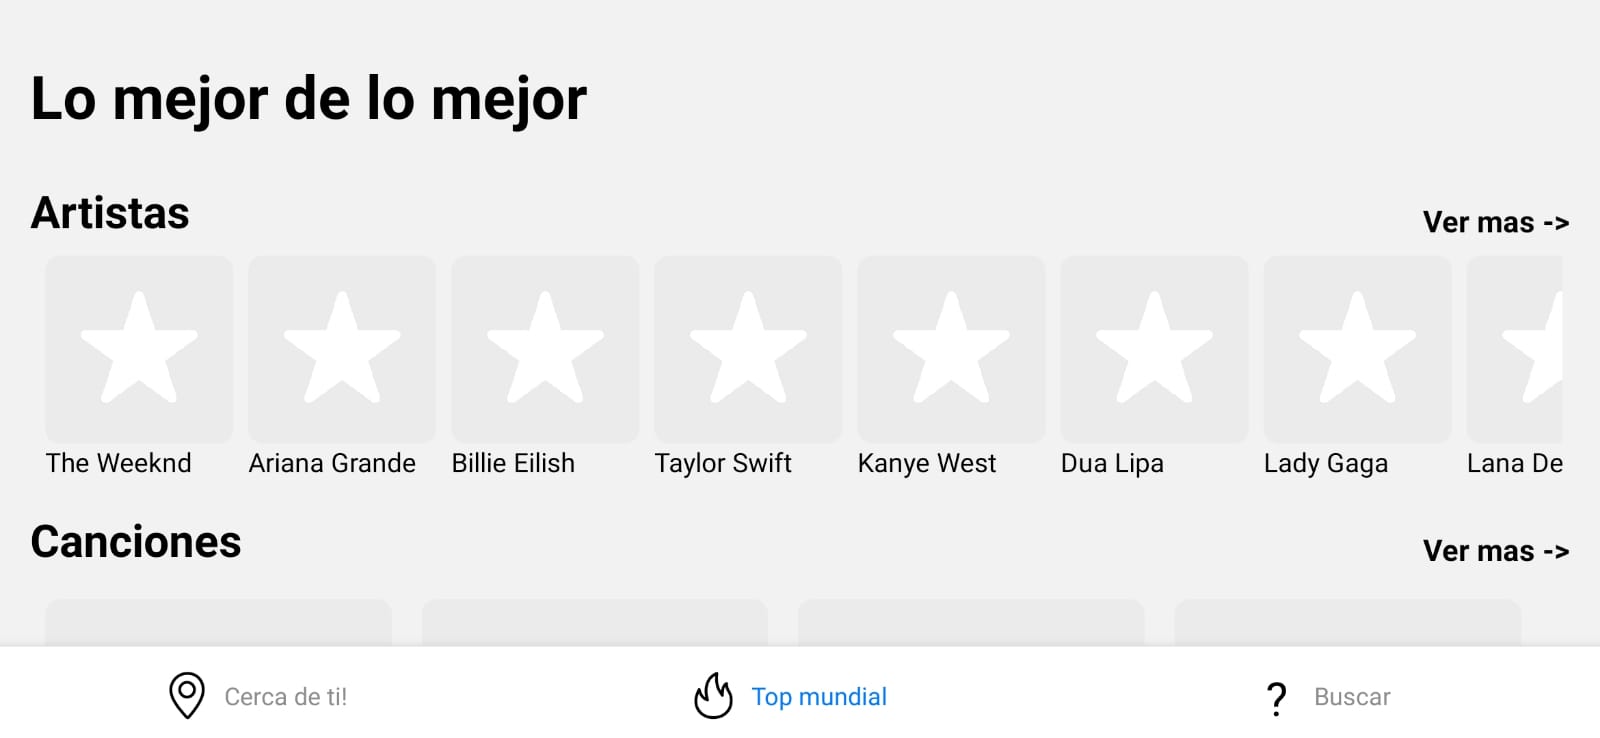 Lo mejor de lo mejor
Artistas
Ver mas ->
The Weeknd
Ariana Grande
Billie Eilish
Taylor Swift
Kanye West
Dua Lipa
Lady Gaga
Lana De
Canciones
Ver mas ->
Cerca de ti!
Top mundial
Buscar